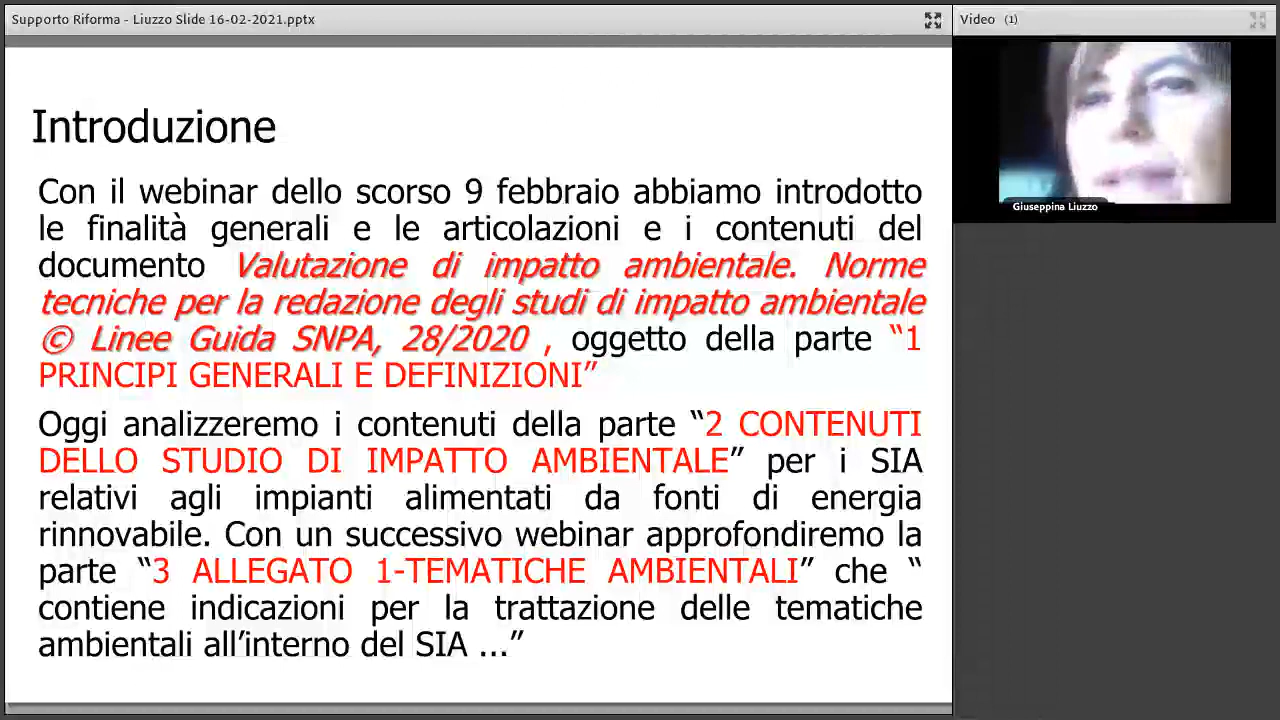 Supporto Riforma - Liuzzo Slide 16-02-2021.pptx
Video (1)
Giuseppina Liuzzo
Introduzione
Con il webinar dello scorso 9 febbraio abbiamo introdotto
le finalità generali e le articolazioni e i contenuti del
documento Valutazione di impatto ambientale. Norme
tecniche per la redazione degli studi di impatto ambientale
© Linee Guida SNPA, 28/2020 , oggetto della parte “1
PRINCIPI GENERALI E DEFINIZIONI”
Oggi analizzeremo i contenuti della parte “2 CONTENUTI
DELLO STUDIO DI IMPATTO AMBIENTALE” per i SIA
relativi agli impianti alimentati da fonti di energia
rinnovabile. Con un successivo webinar approfondiremo la
parte “3 ALLEGATO 1-TEMATICHE AMBIENTALI” che “
contiene indicazioni per la trattazione delle tematiche
ambientali all’interno del SIA ...”